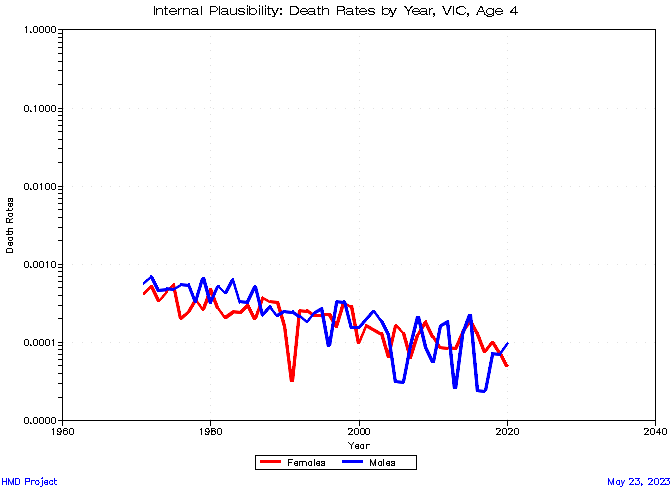 Internal Plausibility: Death Rates by Year, VIC, Age 4
1.0000
0.1000
0.0100
0.0010
0.0001
0.0000
Death Rates
1960
1980
2000
2020
2040
Year
Females
Males
HMD Project
May 23, 2023